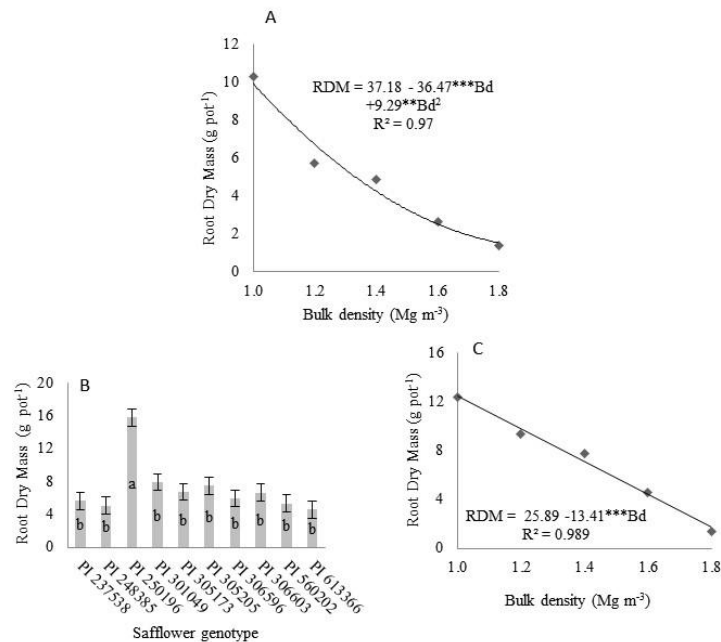 A
12
10
8
6
4
2
0
Root Dry Mass (g pot⁻¹)
RDM = 37.18 - 36.47***Bd
+9.29**Bd²
R² = 0.97
1.0 1.2 1.4 1.6 1.8
Bulk density (Mg m⁻³)
B
20
16
12
8
4
0
Root Dry Mass (g pot⁻¹)
b b a b b b b b b b
PI 237538
PI 248385
PI 250196
PI 301049
PI 305173
PI 305205
PI 306596
PI 306603
PI 560202
PI 613366
Safflower genotype
C
16
12
8
4
0
Root Dry Mass (g pot⁻¹)
RDM = 25.89 -13.41***Bd
R² = 0.989
1.0 1.2 1.4 1.6 1.8
Bulk density (Mg m⁻³)